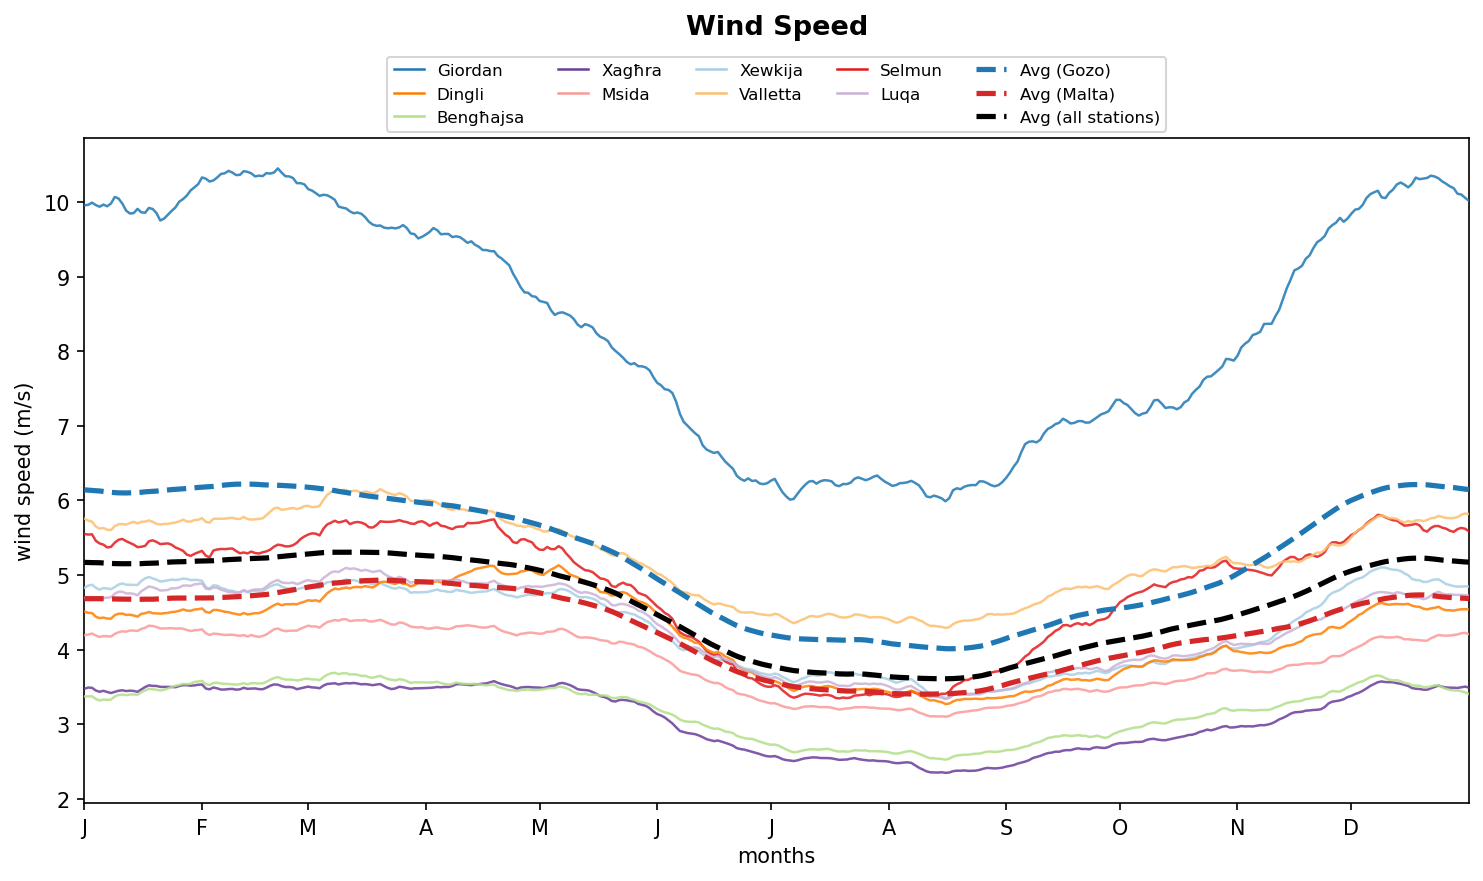 Wind Speed
Giordan Xagħra Xewkija Selmun Avg (Gozo)
Dingli Msida Valletta Luqa Avg (Malta)
Bengħajsa Avg (all stations)
10
9
8
7
6
5
4
3
2
wind speed (m/s)
J F M A M J J A S O N D
months